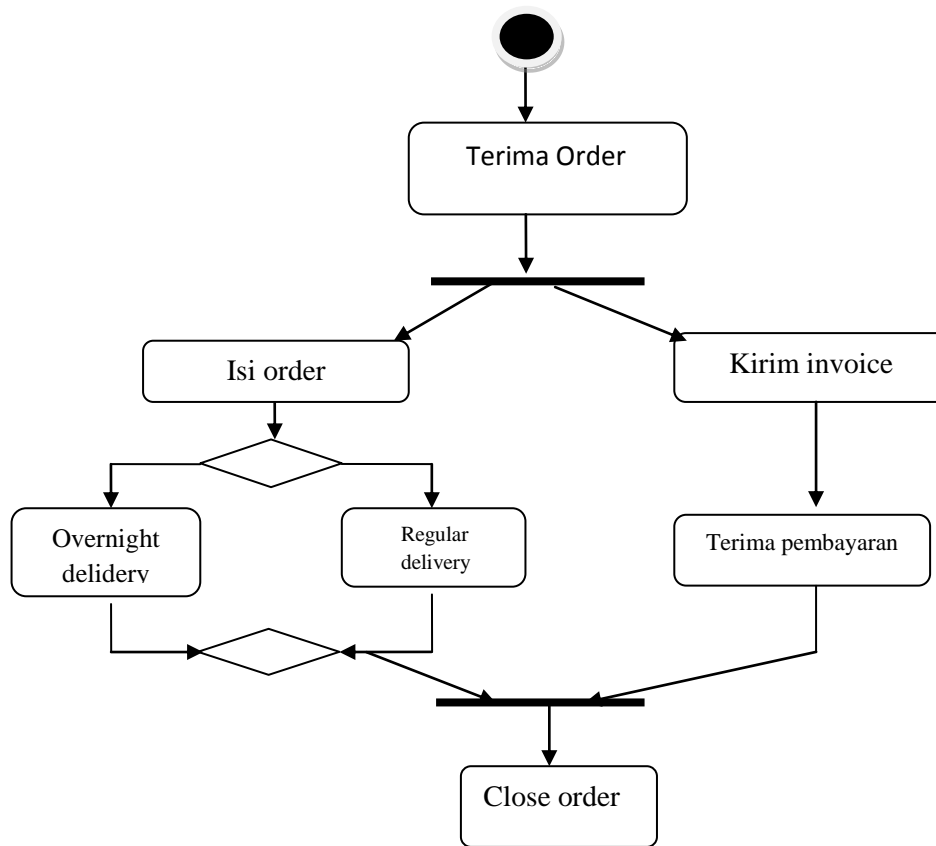 Terima Order
Isi order
Kirim invoice
Overnight
deliderv
Regular
delivery
Terima pembayaran
Close order